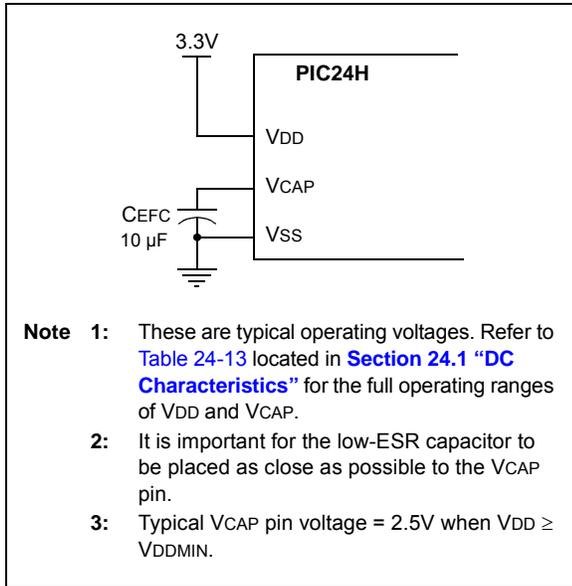 3.3V
PIC24H
VDD
VCAP
CEFC
10 µF
VSS
Note 1: These are typical operating voltages. Refer to
Table 24-13 located in Section 24.1 “DC
Characteristics” for the full operating ranges
of VDD and VCAP.
2: It is important for the low-ESR capacitor to
be placed as close as possible to the VCAP
pin.
3: Typical VCAP pin voltage = 2.5V when VDD ≥
VDDMIN.